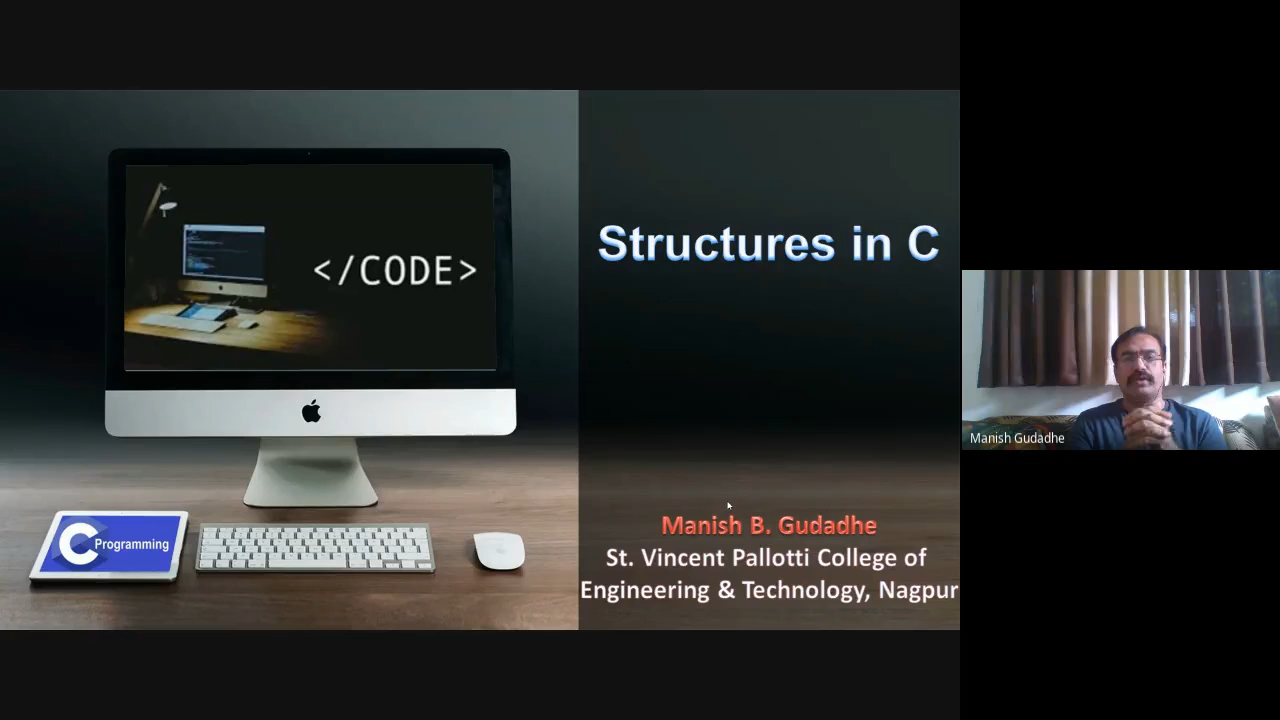 </CODE>
Structures in C
C Programming
Manish B. Gudadhe
St. Vincent Pallotti College of
Engineering & Technology, Nagpur
Manish Gudadhe